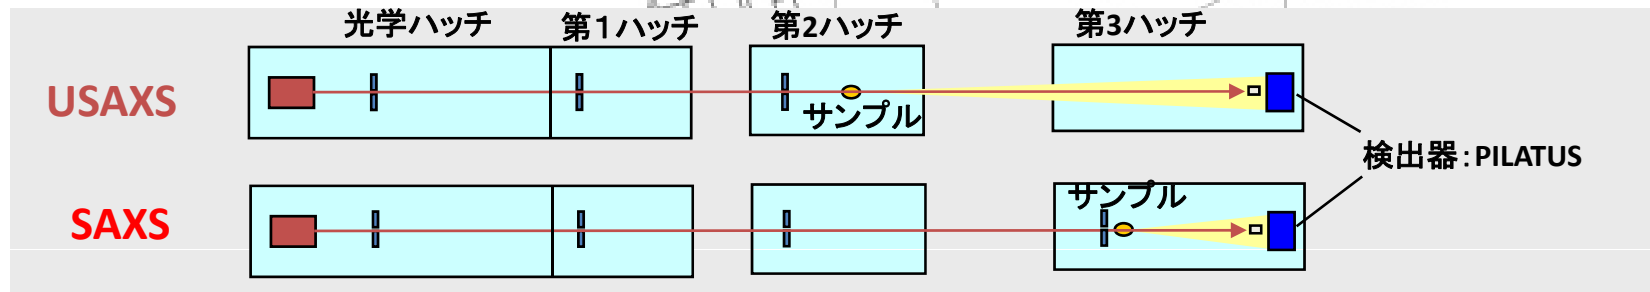 光学ハッチ 第１ハッチ 第2ハッチ 第3ハッチ
USAXS
サンプル
検出器：PILATUS
SAXS
サンプル